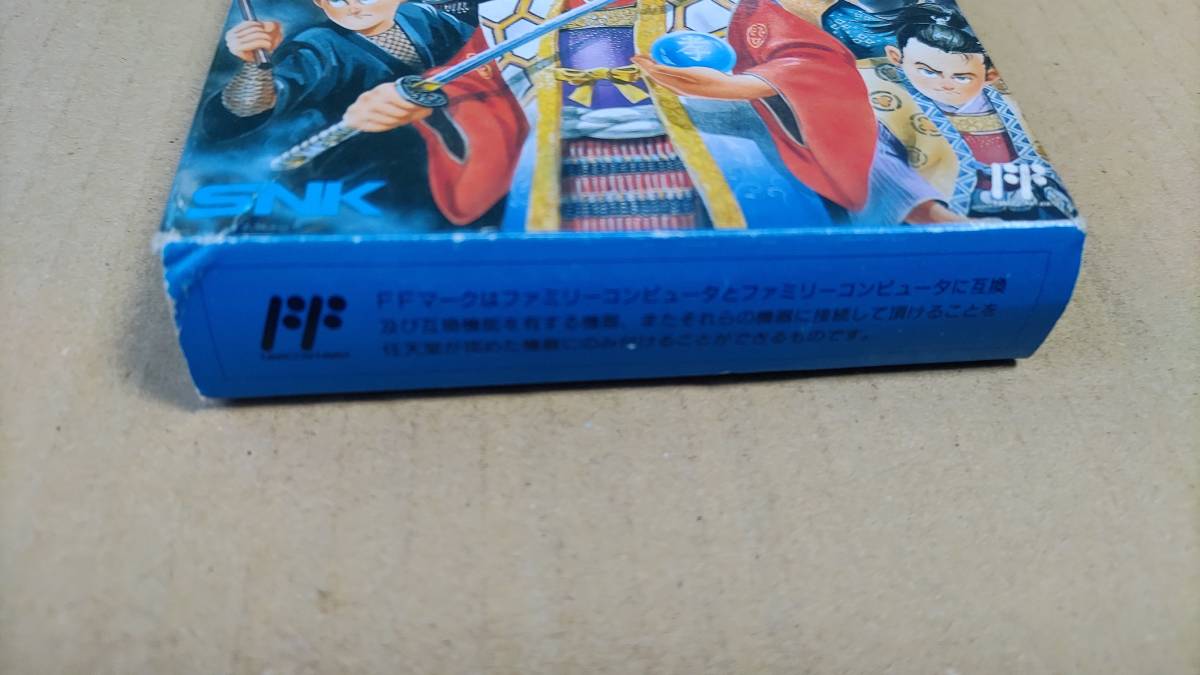 SNK
FFマークはファミリーコンピュータとファミリーコンピュータに互換
及び互換機能を有する機器、またそれらの機器に接続して頂けることを
任天堂が認めた機器にのみ付けることができるものです。